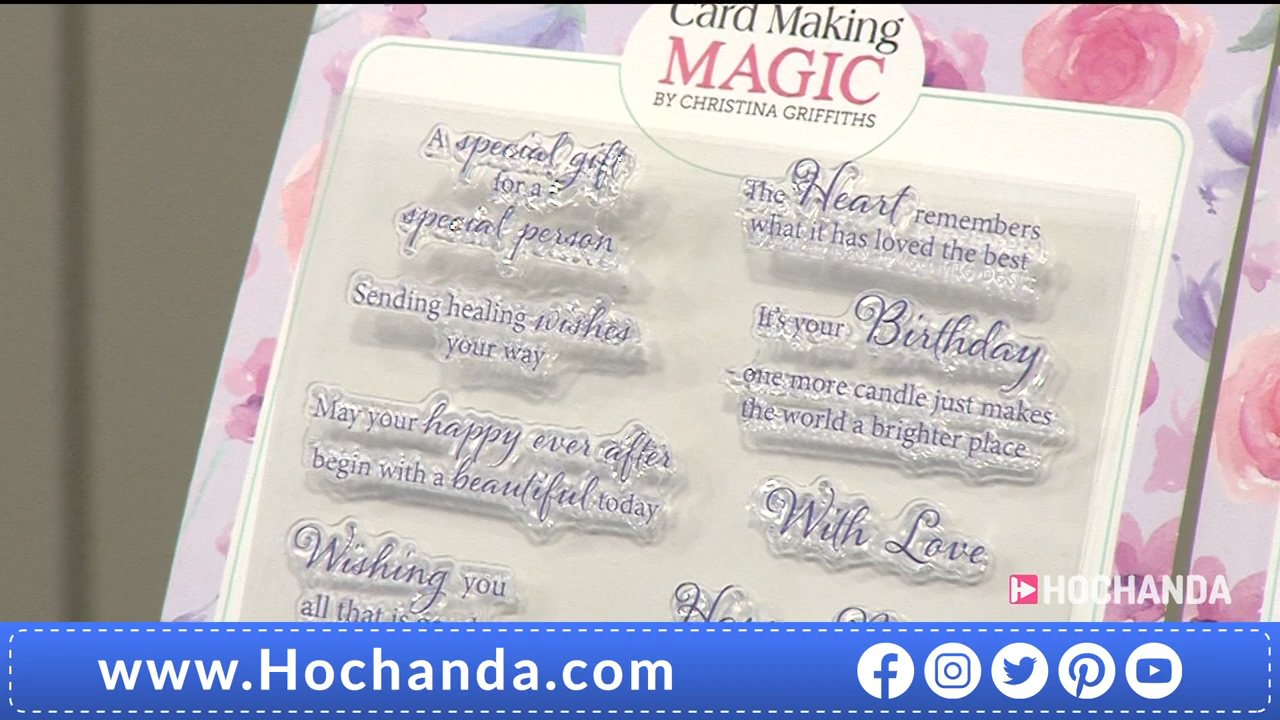 Card Making
MAGIC
BY CHRISTINA GRIFFITHS
A special gift
for a
special person
Sending healing wishes
your way
May your happy ever after
begin with a beautiful today
Wishing you
all that is
The Heart remembers
what it has loved the best
It's your Birthday
- one more candle just makes
the world a brighter place
With Love
HOCHANDA
www.Hochanda.com